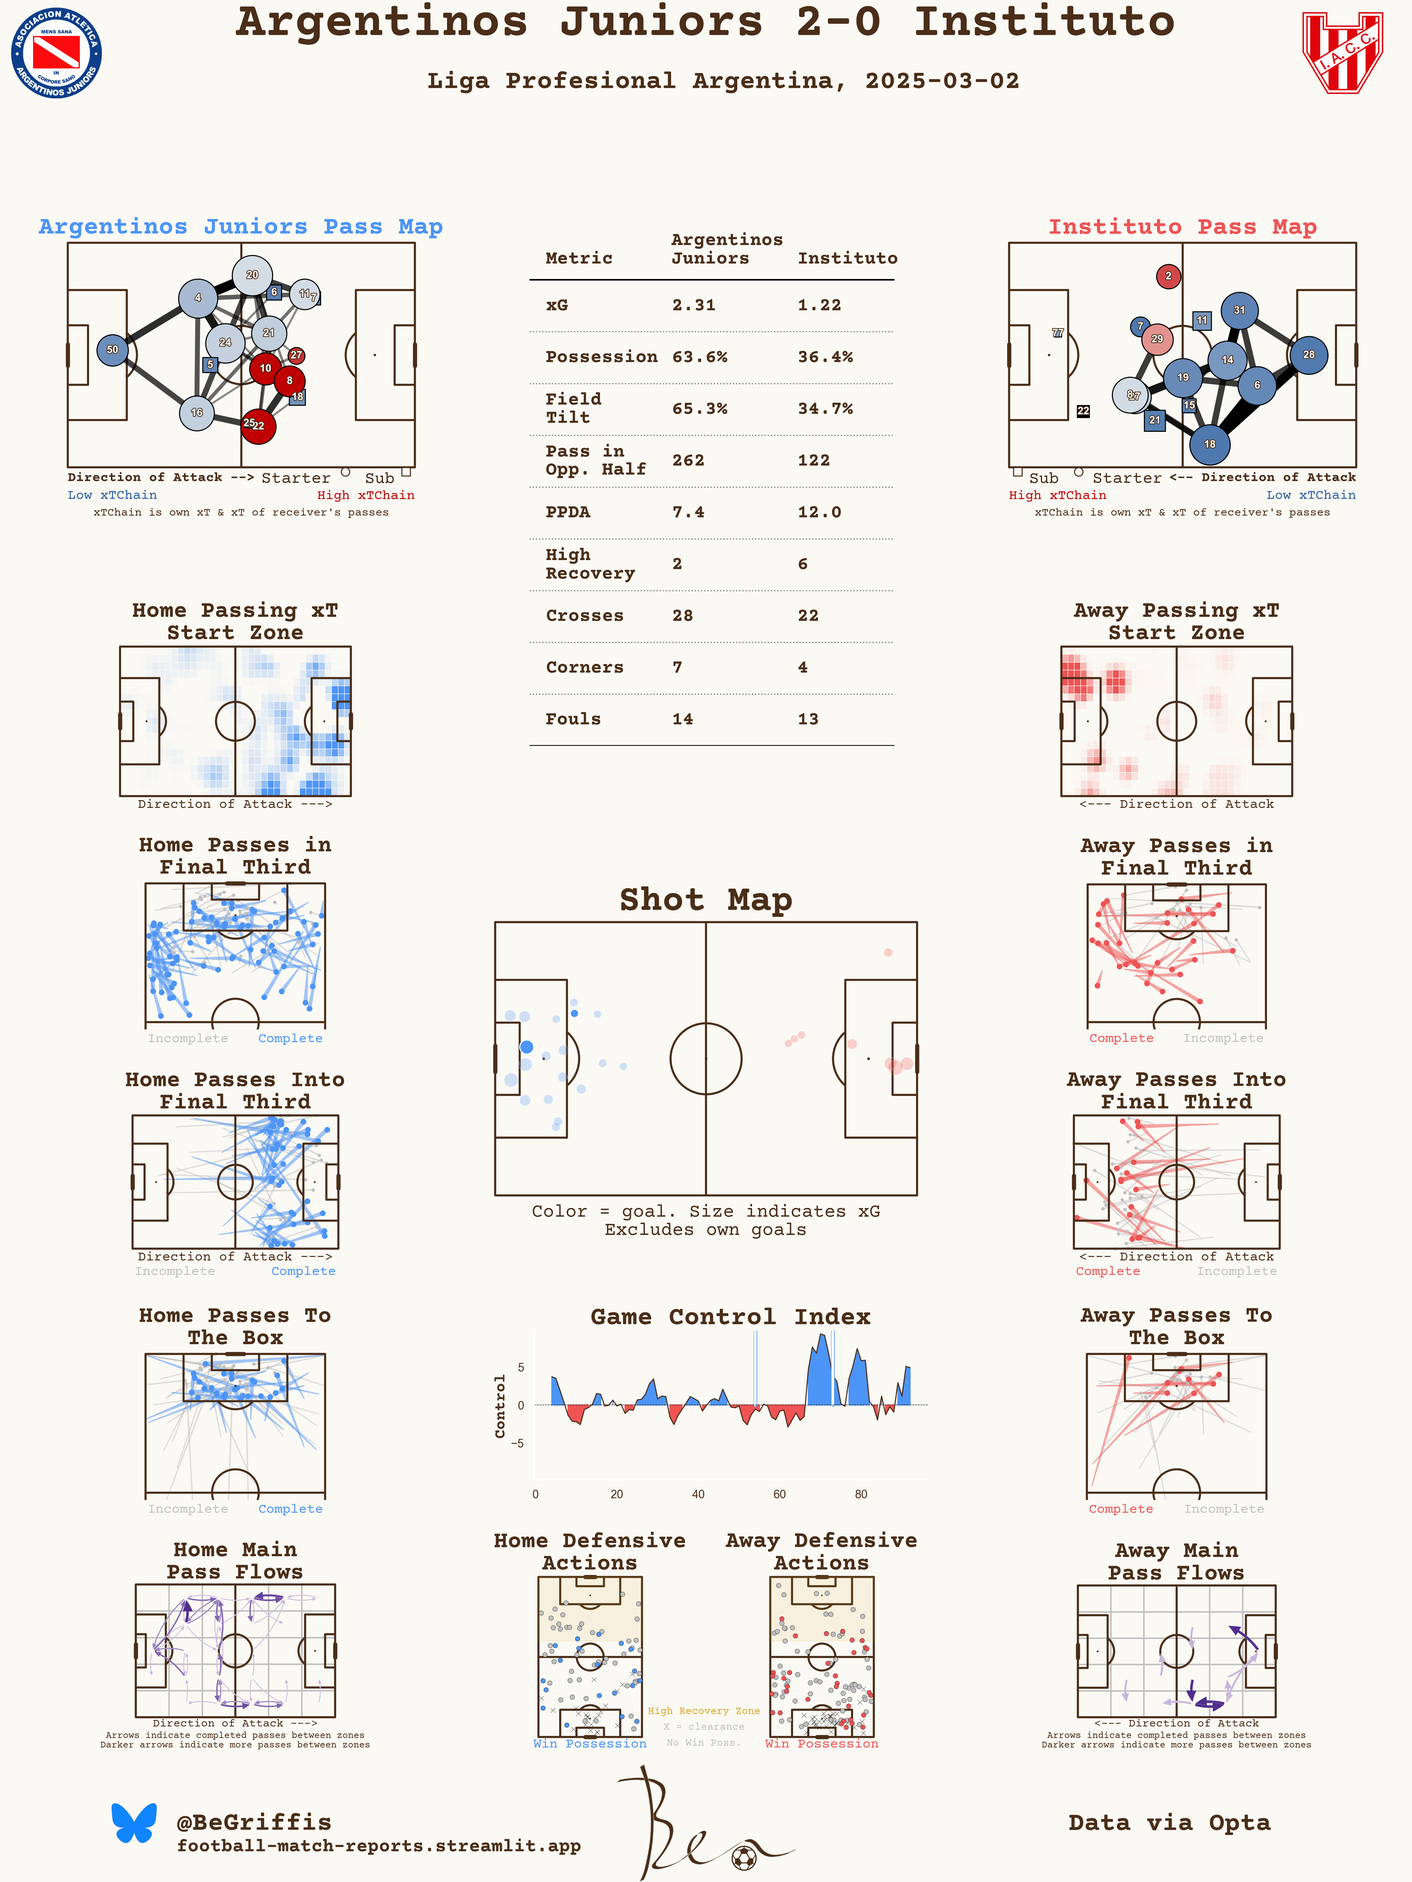 Argentinos Juniors 2-0 Instituto
Liga Profesional Argentina, 2025-03-02
ASOCIACION ATLETICA
MENS SANA
IN
CORPORE SANO
ARGENTINOS JUNIORS
I.A.C.C.
Argentinos Juniors Pass Map
20
6
11
7
4
21
24
50
27
5
10
8
18
16
25
22
Direction of Attack --> Starter Sub
Low xTChain High xTChain
xTChain is own xT & xT of receiver's passes
Metric Argentinos Juniors Instituto
xG 2.31 1.22
Possession 63.6% 36.4%
Field Tilt 65.3% 34.7%
Pass in Opp. Half 262 122
PPDA 7.4 12.0
High Recovery 2 6
Crosses 28 22
Corners 7 4
Fouls 14 13
Instituto Pass Map
2
31
11
7
77
29
28
14
19
6
8
27
15
22
21
18
Sub Starter <-- Direction of Attack
High xTChain Low xTChain
xTChain is own xT & xT of receiver's passes
Home Passing xT
Start Zone
Direction of Attack --->
Away Passing xT
Start Zone
<--- Direction of Attack
Home Passes in
Final Third
Incomplete Complete
Away Passes in
Final Third
Complete Incomplete
Shot Map
Color = goal. Size indicates xG
Excludes own goals
Home Passes Into
Final Third
Direction of Attack --->
Incomplete Complete
Away Passes Into
Final Third
<--- Direction of Attack
Complete Incomplete
Home Passes To
The Box
Incomplete Complete
Game Control Index
Control
5
0
−5
0 20 40 60 80
Away Passes To
The Box
Complete Incomplete
Home Main
Pass Flows
Direction of Attack --->
Arrows indicate completed passes between zones
Darker arrows indicate more passes between zones
Home Defensive
Actions
Win Possession
High Recovery Zone
X = clearance
No Win Poss.
Away Defensive
Actions
Win Possession
Away Main
Pass Flows
<--- Direction of Attack
Arrows indicate completed passes between zones
Darker arrows indicate more passes between zones
@BeGriffis
football-match-reports.streamlit.app
Ben
Data via Opta